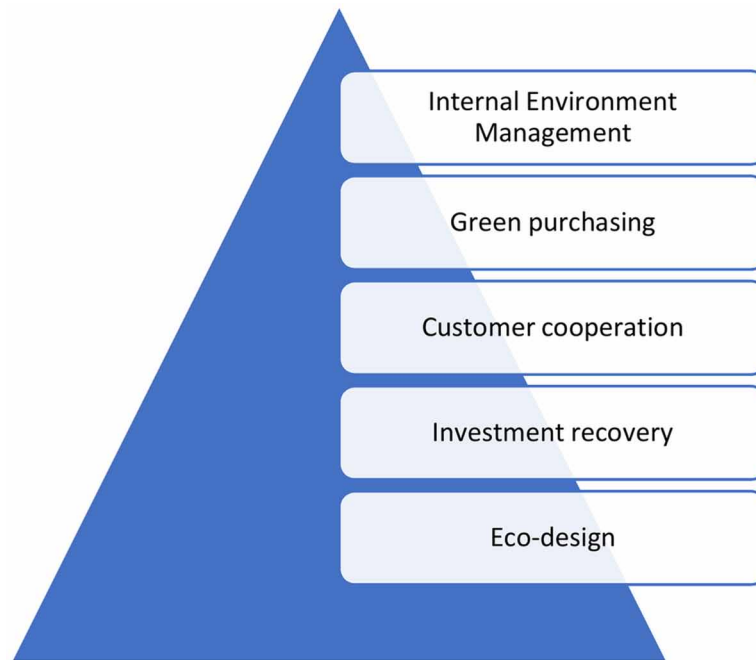 Internal Environment
Management
Green purchasing
Customer cooperation
Investment recovery
Eco-design